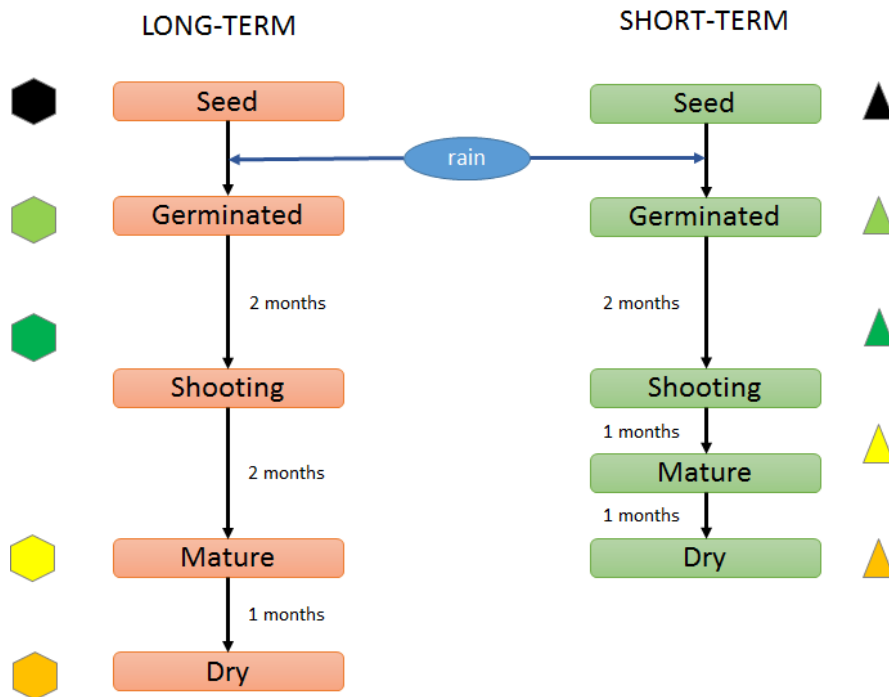 LONG-TERM
SHORT-TERM
Seed
Seed
rain
Germinated
Germinated
2 months
2 months
Shooting
Shooting
1 months
2 months
Mature
1 months
Mature
Dry
1 months
Dry